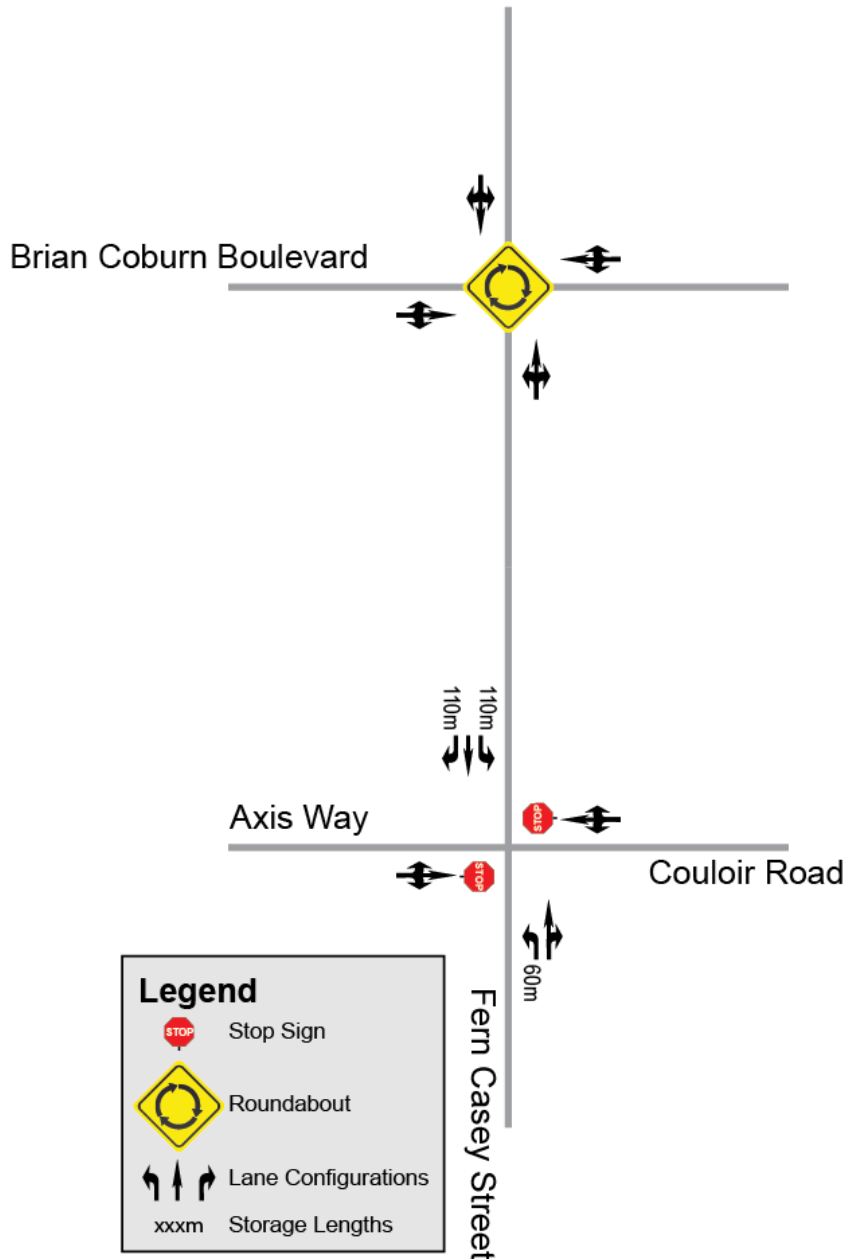 Brian Coburn Boulevard
110m
110m
Axis Way
STOP
STOP
Couloir Road
60m
Fern Casey Street
Legend
STOP
Stop Sign
Roundabout
Lane Configurations
xxxm
Storage Lengths